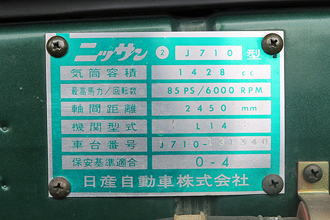 ニッサン ② J710 型
気筒容積 1428 cc
最高馬力/回転数 85PS/6000RPM
軸間距離 2450 mm
機関型式 L14
車台番号 J710-
保安基準適合 0-4
日産自動車株式会社